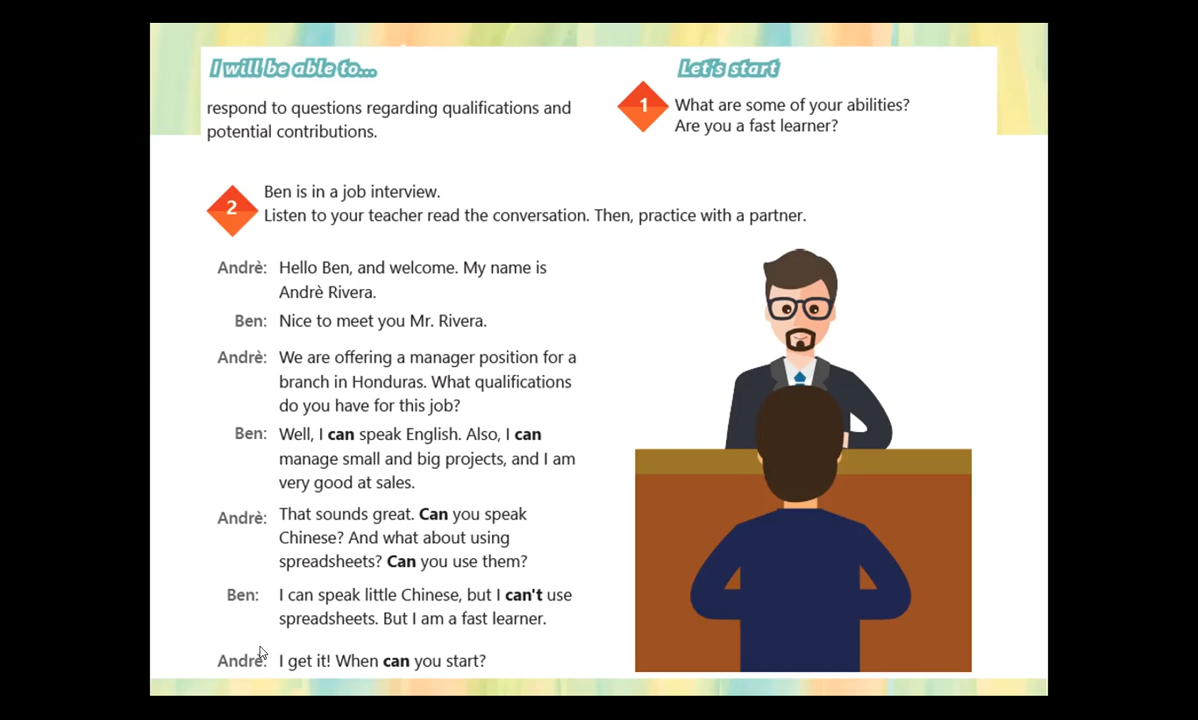 I will be able to...
respond to questions regarding qualifications and
potential contributions.
Let's start
1
What are some of your abilities?
Are you a fast learner?
2
Ben is in a job interview.
Listen to your teacher read the conversation. Then, practice with a partner.
Andrè: Hello Ben, and welcome. My name is
Andrè Rivera.
Ben: Nice to meet you Mr. Rivera.
Andrè: We are offering a manager position for a
branch in Honduras. What qualifications
do you have for this job?
Ben: Well, I can speak English. Also, I can
manage small and big projects, and I am
very good at sales.
Andrè: That sounds great. Can you speak
Chinese? And what about using
spreadsheets? Can you use them?
Ben: I can speak little Chinese, but I can't use
spreadsheets. But I am a fast learner.
Andrè: I get it! When can you start?